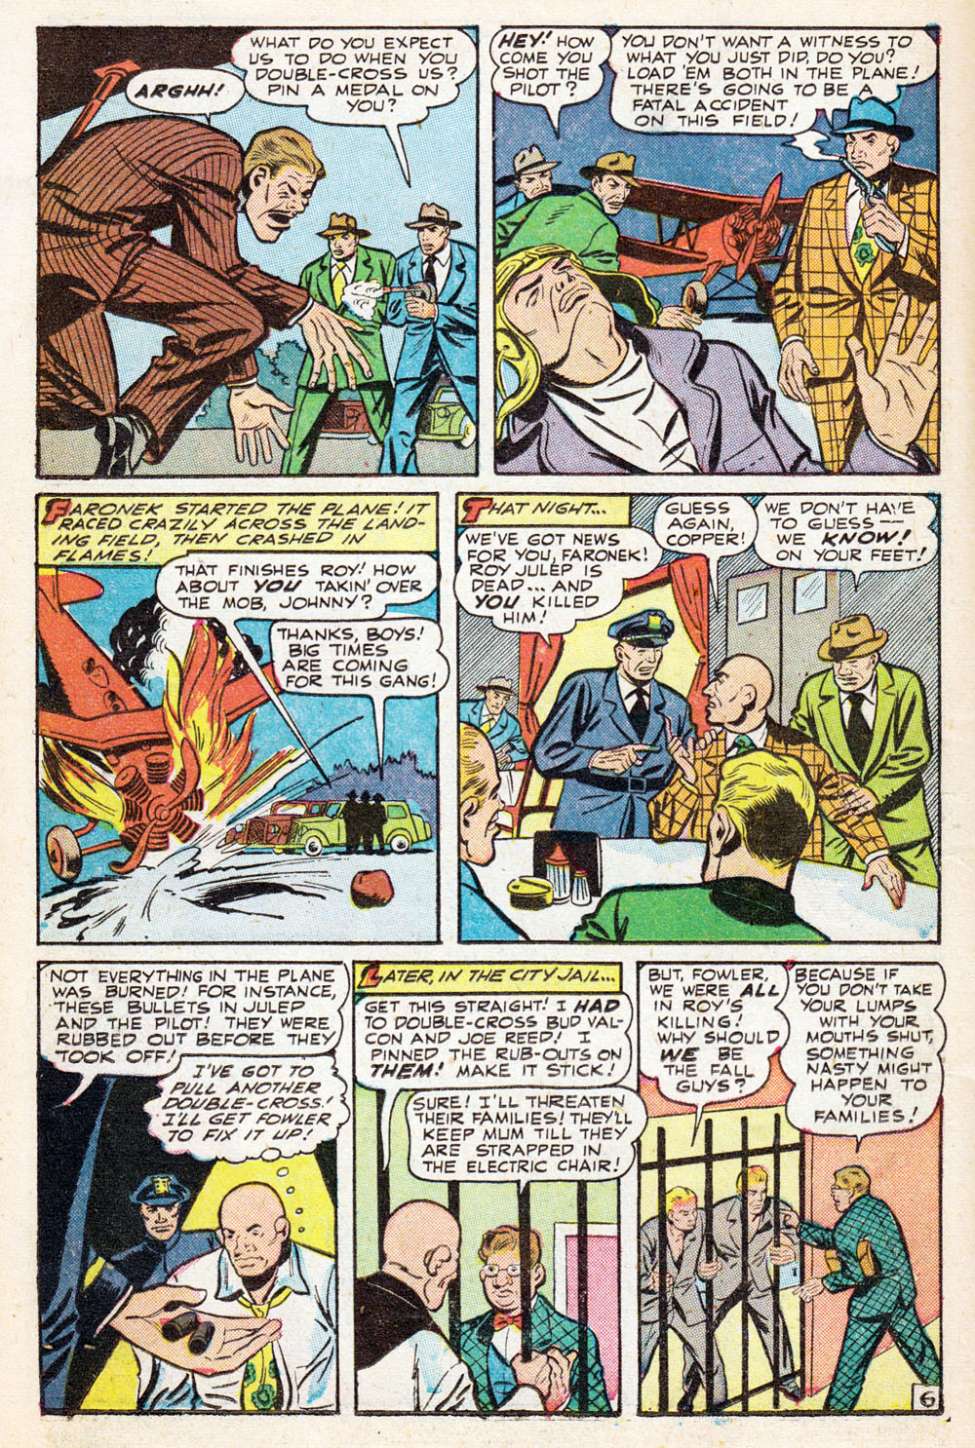 ARGHH!
WHAT DO YOU EXPECT
US TO DO WHEN YOU
DOUBLE-CROSS US?
PIN A MEDAL ON
YOU?
HEY! HOW
COME YOU
SHOT THE
PILOT?
YOU DON'T WANT A WITNESS TO
WHAT YOU JUST DID, DO YOU?
LOAD 'EM BOTH IN THE PLANE!
THERE'S GOING TO BE A
FATAL ACCIDENT
ON THIS FIELD!
FARONEK STARTED THE PLANE! IT
RACED CRAZILY ACROSS THE LAND-
ING FIELD, THEN CRASHED IN
FLAMES!
THAT FINISHES ROY! HOW
ABOUT YOU TAKIN' OVER
THE MOB, JOHNNY?
THANKS, BOYS!
BIG TIMES
ARE COMING
FOR THIS GANG!
THAT NIGHT...
WE'VE GOT NEWS
FOR YOU, FARONEK!
ROY JULEP IS
DEAD... AND
YOU KILLED
HIM!
GUESS
AGAIN,
COPPER!
WE DON'T HAVE
TO GUESS--
WE KNOW!
ON YOUR FEET!
NOT EVERYTHING IN THE PLANE
WAS BURNED! FOR INSTANCE,
THESE BULLETS IN JULEP
AND THE PILOT! THEY WERE
RUBBED OUT BEFORE THEY
TOOK OFF!
I'VE GOT TO
PULL ANOTHER
DOUBLE-CROSS!
I'LL GET FOWLER
TO FIX IT UP!
LATER, IN THE CITY JAIL...
GET THIS STRAIGHT! I HAD
TO DOUBLE-CROSS BUD VAL-
CON AND JOE REED! I
PINNED THE RUB-OUTS ON
THEM! MAKE IT STICK!
SURE! I'LL THREATEN
THEIR FAMILIES! THEY'LL
KEEP MUM TILL THEY
ARE STRAPPED IN
THE ELECTRIC CHAIR!
BUT, FOWLER,
WE WERE ALL
IN ROY'S
KILLING!
WHY SHOULD
WE BE
THE FALL
GUYS?
BECAUSE IF
YOU DON'T TAKE
YOUR LUMPS
WITH YOUR
MOUTHS SHUT,
SOMETHING
NASTY MIGHT
HAPPEN TO
YOUR
FAMILIES!
6